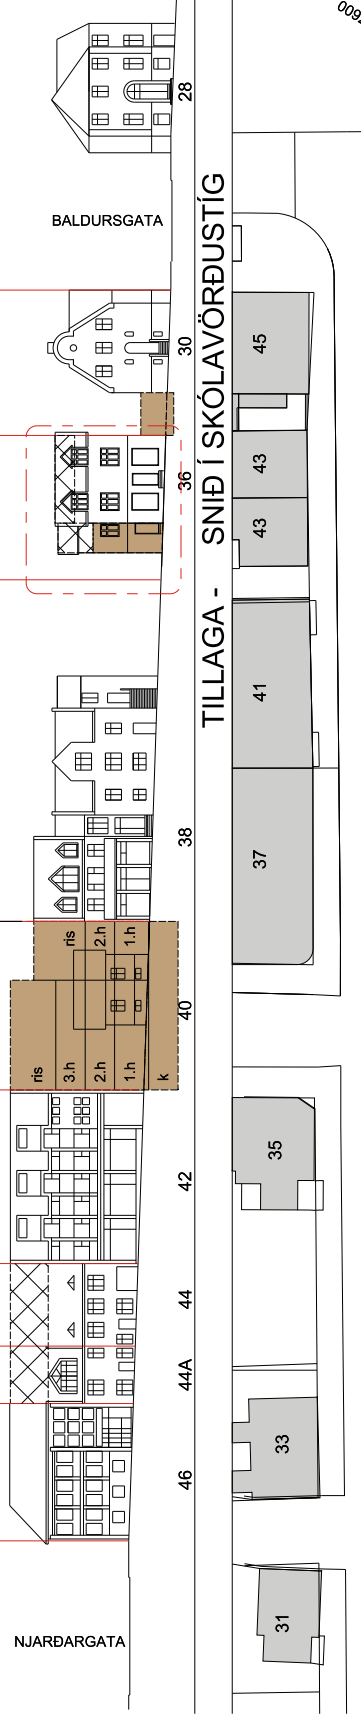 0092
28
BALDURSGATA
30
36
TILLAGA - SNIÐ Í SKÓLAVÖRÐUSTÍG
45
43
43
41
38
37
ris
2.h
1.h
40
ris
3.h
2.h
1.h
k
42
35
44
44A
33
46
31
NJARÐARGATA